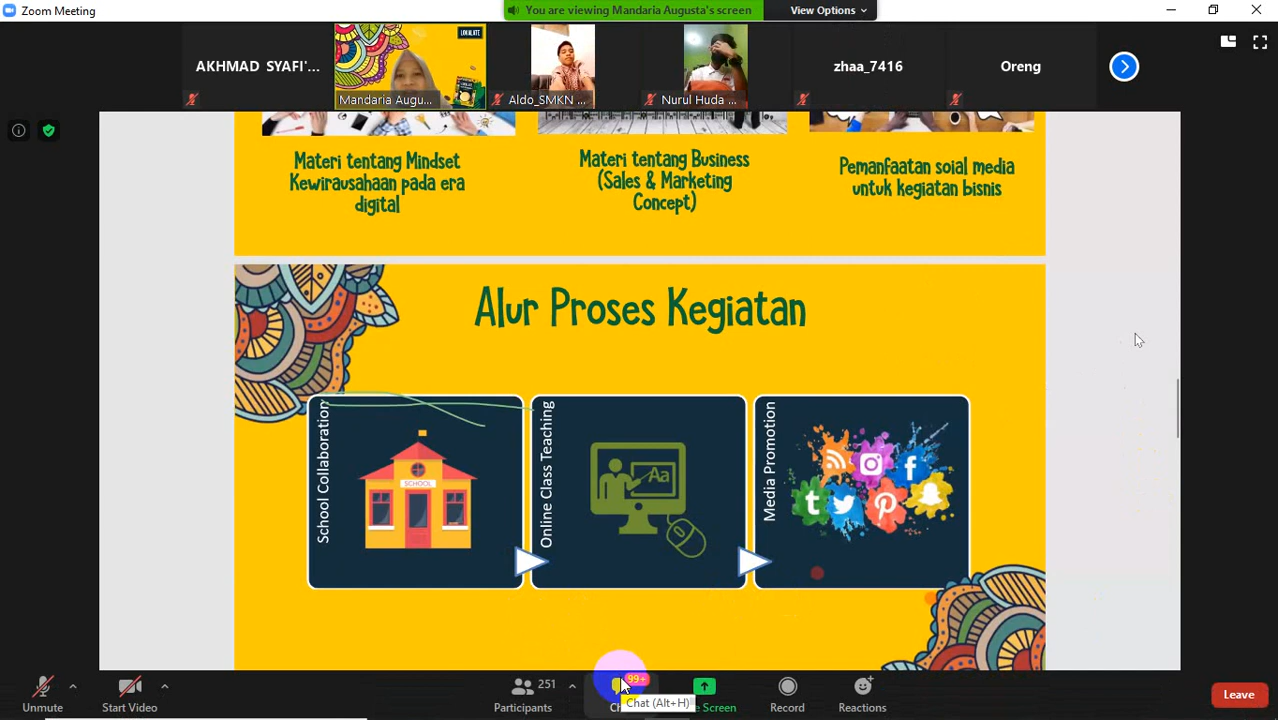 Zoom Meeting
You are viewing Mandaria Augusta's screen
View Options
AKHMAD SYAFI'...
LOKALATE
Mandaria Augu...
Aldo_SMKN ...
Nurul Huda ...
zhaa_7416
Oreng
Materi tentang Mindset
Kewirausahaan pada era
digital
Materi tentang Business
(Sales & Marketing
Concept)
Pemanfaatan soial media
untuk kegiatan bisnis
Alur Proses Kegiatan
School Collaboration
SCHOOL
Online Class Teaching
Aa
Media Promotion
Unmute
Start Video
251
Participants
99+
Chat (Alt+H)
Screen
Record
Reactions
Leave